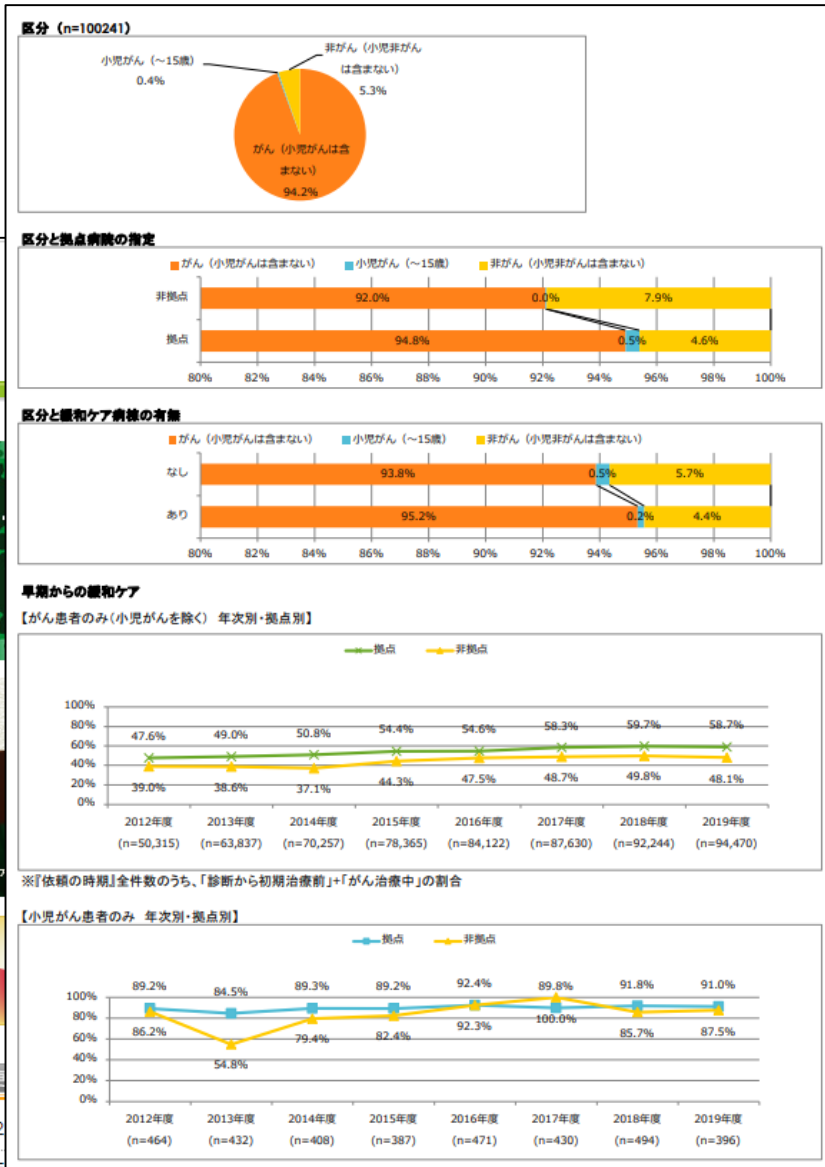 区分（n=100241）
小児がん（～15歳）
0.4%
非がん（小児非がん
は含まない）
5.3%
がん（小児がんは含
まない）
94.2%
区分と拠点病院の指定
がん（小児がんは含まない） 小児がん（～15歳） 非がん（小児非がんは含まない）
非拠点 92.0% 0.0% 7.9%
拠点 94.8% 0.5% 4.6%
80% 82% 84% 86% 88% 90% 92% 94% 96% 98% 100%
区分と緩和ケア病棟の有無
がん（小児がんは含まない） 小児がん（～15歳） 非がん（小児非がんは含まない）
なし 93.8% 0.5% 5.7%
あり 95.2% 0.2% 4.4%
80% 82% 84% 86% 88% 90% 92% 94% 96% 98% 100%
早期からの緩和ケア
【がん患者のみ（小児がんを除く） 年次別・拠点別】
拠点 非拠点
100%
80%
60%
40%
20%
0%
47.6% 49.0% 50.8% 54.4% 54.6% 58.3% 59.7% 58.7%
39.0% 38.6% 37.1% 44.3% 47.5% 48.7% 49.8% 48.1%
2012年度 2013年度 2014年度 2015年度 2016年度 2017年度 2018年度 2019年度
(n=50,315) (n=63,837) (n=70,257) (n=78,365) (n=84,122) (n=87,630) (n=92,244) (n=94,470)
※『依頼の時期』全件数のうち、「診断から初期治療前」+「がん治療中」の割合
【小児がん患者のみ 年次別・拠点別】
拠点 非拠点
100%
80%
60%
40%
20%
0%
89.2% 84.5% 89.3% 89.2% 92.4% 89.8% 91.8% 91.0%
86.2% 54.8% 79.4% 82.4% 92.3% 100.0% 85.7% 87.5%
2012年度 2013年度 2014年度 2015年度 2016年度 2017年度 2018年度 2019年度
(n=464) (n=432) (n=408) (n=387) (n=471) (n=430) (n=494) (n=396)